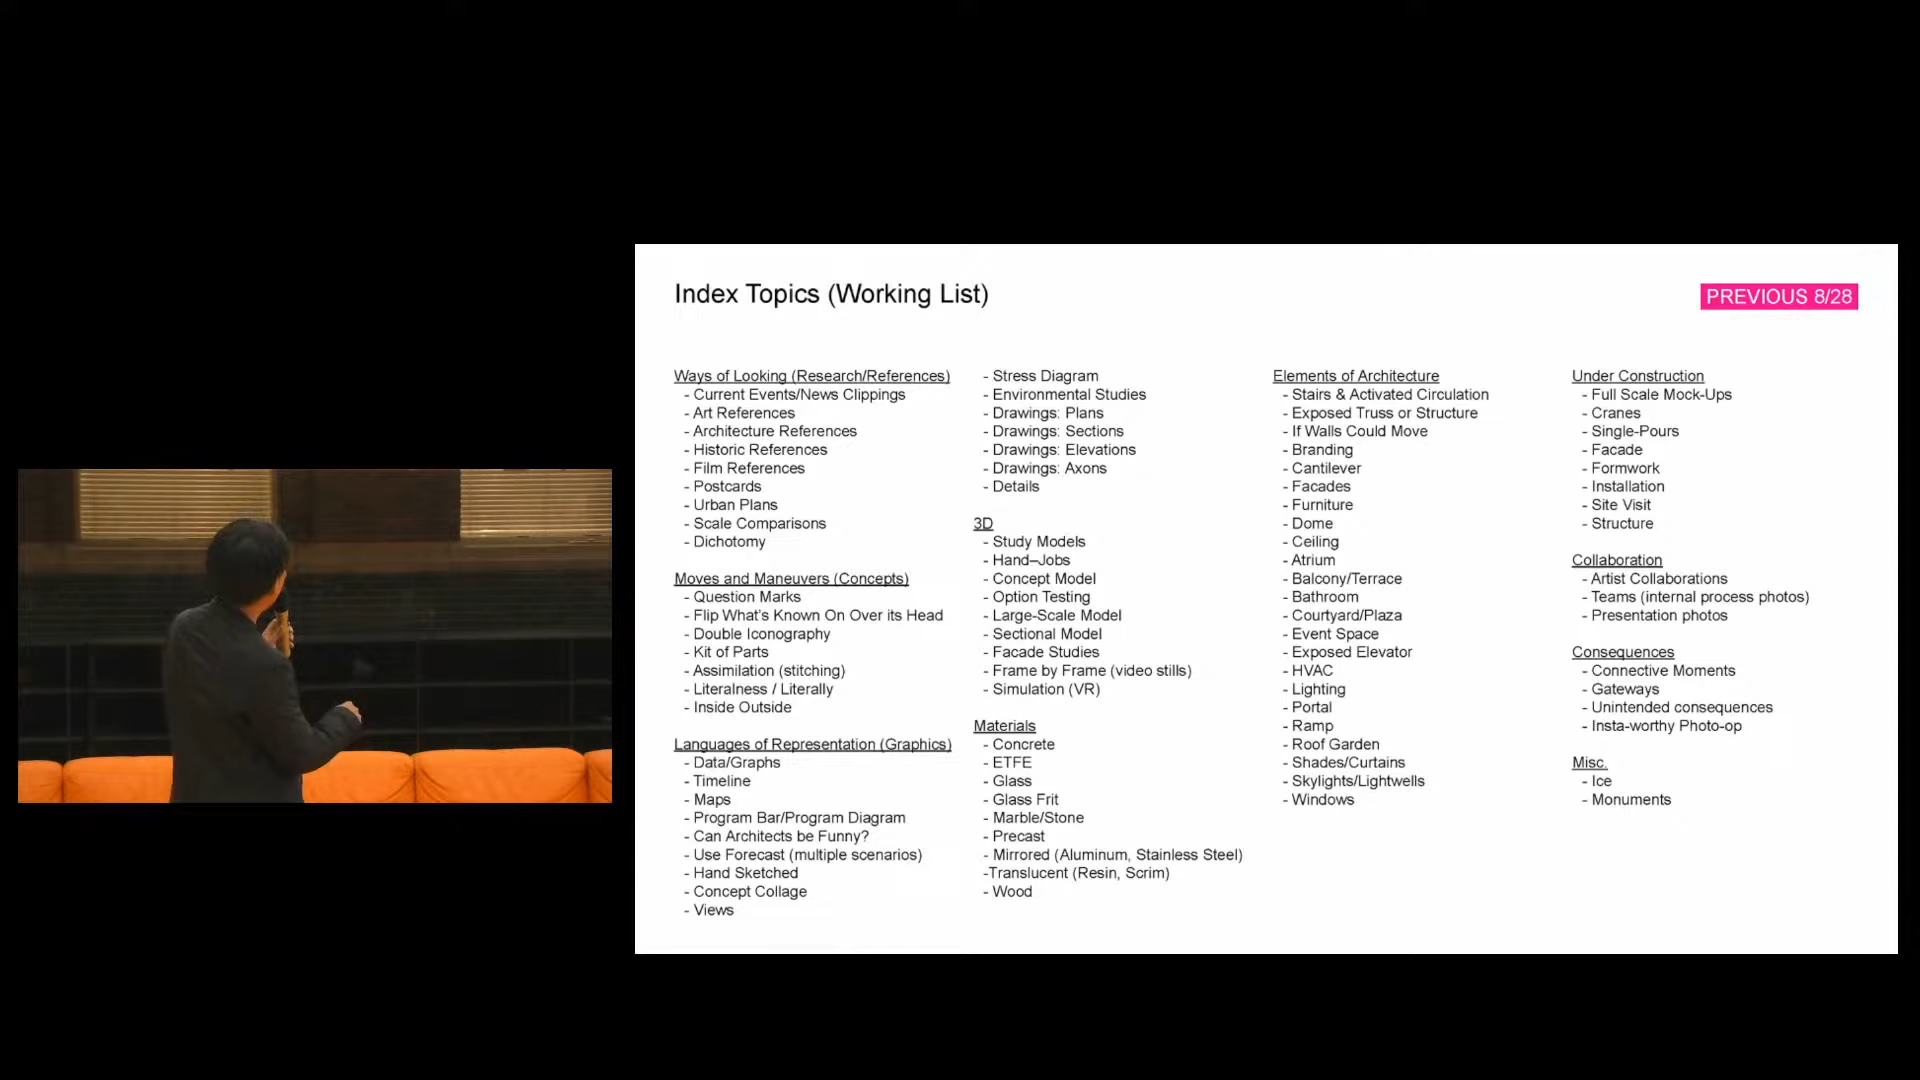 Index Topics (Working List)
PREVIOUS 8/28
Ways of Looking (Research/References)
- Current Events/News Clippings
- Art References
- Architecture References
- Historic References
- Film References
- Postcards
- Urban Plans
- Scale Comparisons
- Dichotomy
Moves and Maneuvers (Concepts)
- Question Marks
- Flip What's Known On Over its Head
- Double Iconography
- Kit of Parts
- Assimilation (stitching)
- Literalness / Literally
- Inside Outside
Languages of Representation (Graphics)
- Data/Graphs
- Timeline
- Maps
- Program Bar/Program Diagram
- Can Architects be Funny?
- Use Forecast (multiple scenarios)
- Hand Sketched
- Concept Collage
- Views
- Stress Diagram
- Environmental Studies
- Drawings: Plans
- Drawings: Sections
- Drawings: Elevations
- Drawings: Axons
- Details
3D
- Study Models
- Hand–Jobs
- Concept Model
- Option Testing
- Large-Scale Model
- Sectional Model
- Facade Studies
- Frame by Frame (video stills)
- Simulation (VR)
Materials
- Concrete
- ETFE
- Glass
- Glass Frit
- Marble/Stone
- Precast
- Mirrored (Aluminum, Stainless Steel)
-Translucent (Resin, Scrim)
- Wood
Elements of Architecture
- Stairs & Activated Circulation
- Exposed Truss or Structure
- If Walls Could Move
- Branding
- Cantilever
- Facades
- Furniture
- Dome
- Ceiling
- Atrium
- Balcony/Terrace
- Bathroom
- Courtyard/Plaza
- Event Space
- Exposed Elevator
- HVAC
- Lighting
- Portal
- Ramp
- Roof Garden
- Shades/Curtains
- Skylights/Lightwells
- Windows
Under Construction
- Full Scale Mock-Ups
- Cranes
- Single-Pours
- Facade
- Formwork
- Installation
- Site Visit
- Structure
Collaboration
- Artist Collaborations
- Teams (internal process photos)
- Presentation photos
Consequences
- Connective Moments
- Gateways
- Unintended consequences
- Insta-worthy Photo-op
Misc.
- Ice
- Monuments